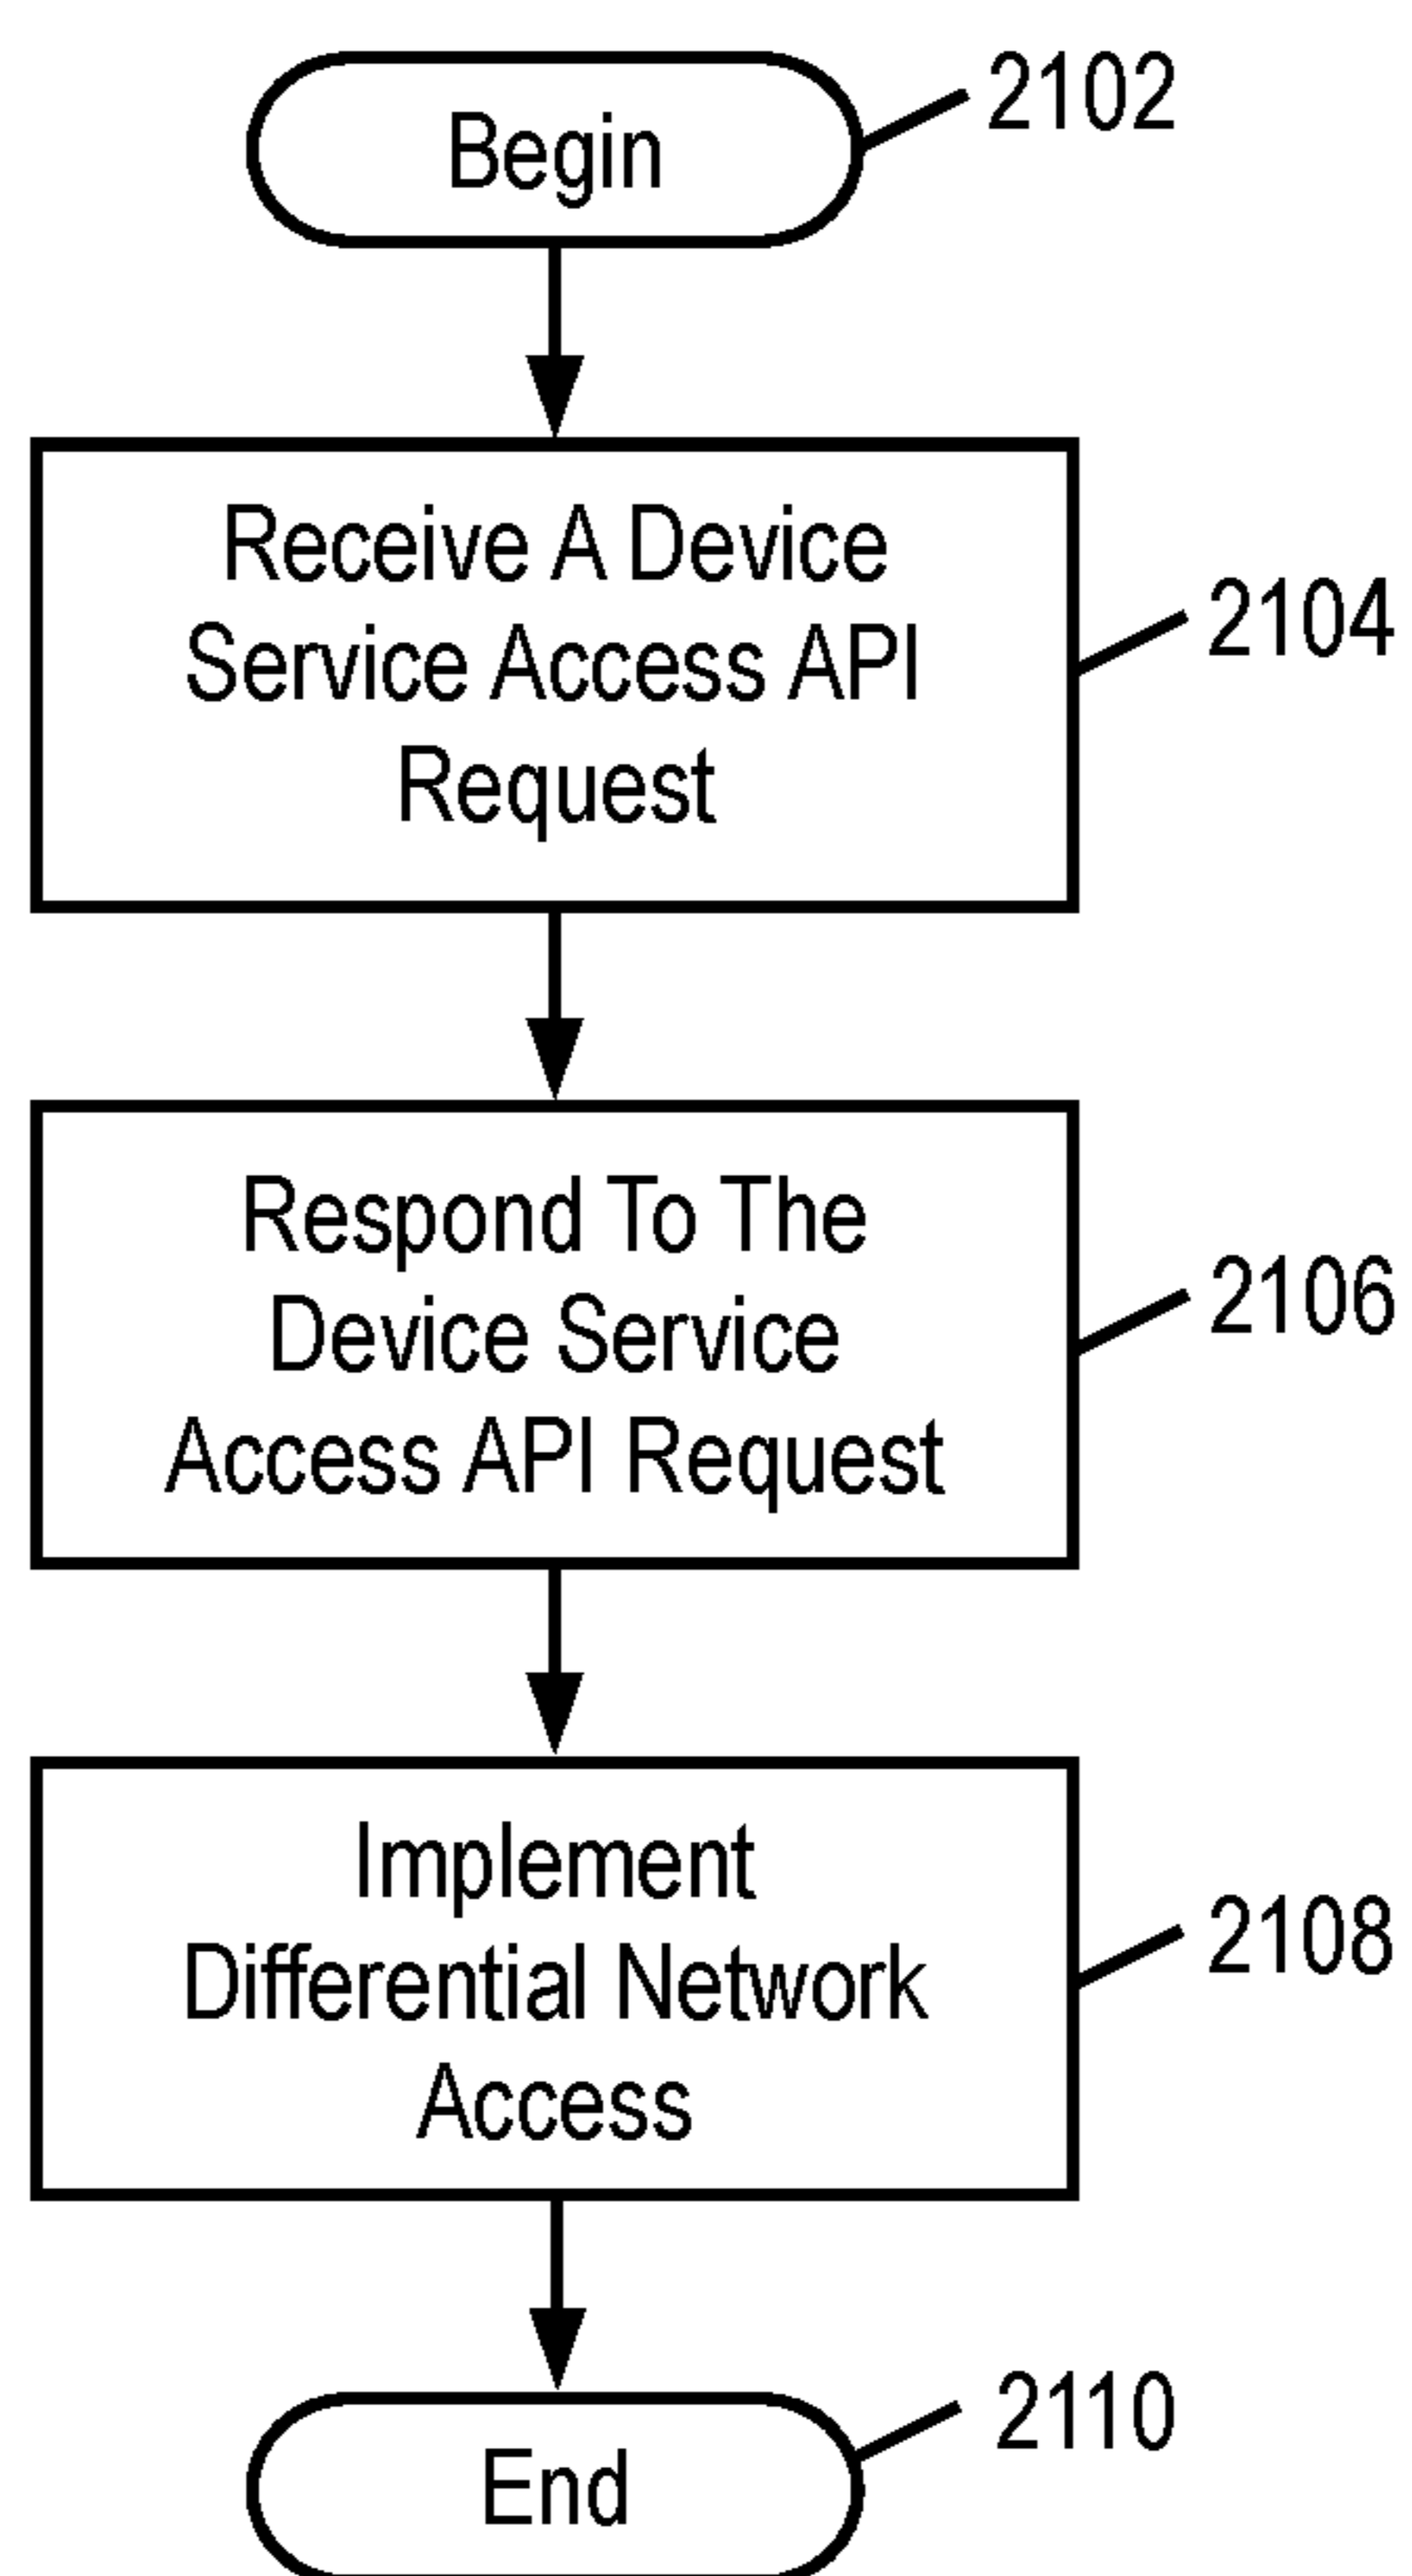 Begin
2102
Receive A Device
Service Access API
Request
2104
Respond To The
Device Service
Access API Request
2106
Implement
Differential Network
Access
2108
End
2110